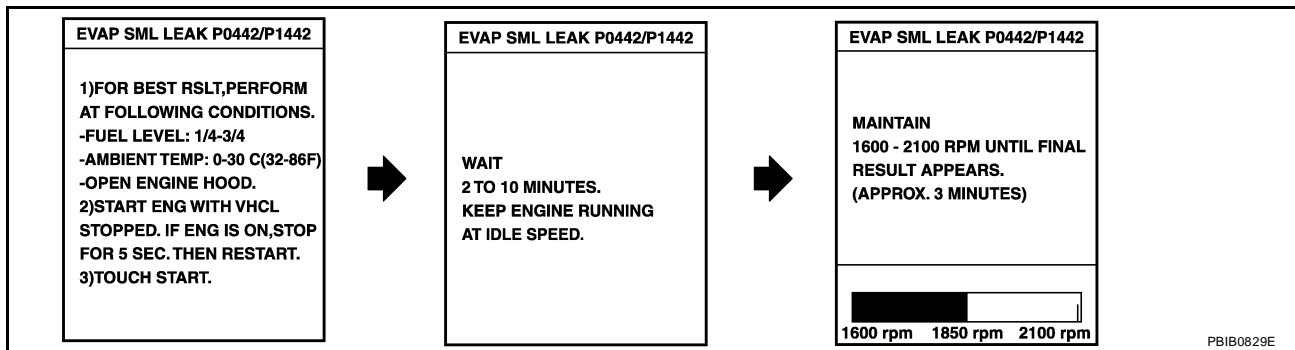 EVAP SML LEAK P0442/P1442
1)FOR BEST RSLT,PERFORM
AT FOLLOWING CONDITIONS.
-FUEL LEVEL: 1/4-3/4
-AMBIENT TEMP: 0-30 C(32-86F)
-OPEN ENGINE HOOD.
2)START ENG WITH VHCL
STOPPED. IF ENG IS ON,STOP
FOR 5 SEC. THEN RESTART.
3)TOUCH START.
EVAP SML LEAK P0442/P1442
WAIT
2 TO 10 MINUTES.
KEEP ENGINE RUNNING
AT IDLE SPEED.
EVAP SML LEAK P0442/P1442
MAINTAIN
1600 - 2100 RPM UNTIL FINAL
RESULT APPEARS.
(APPROX. 3 MINUTES)
1600 rpm 1850 rpm 2100 rpm
PBIB0829E